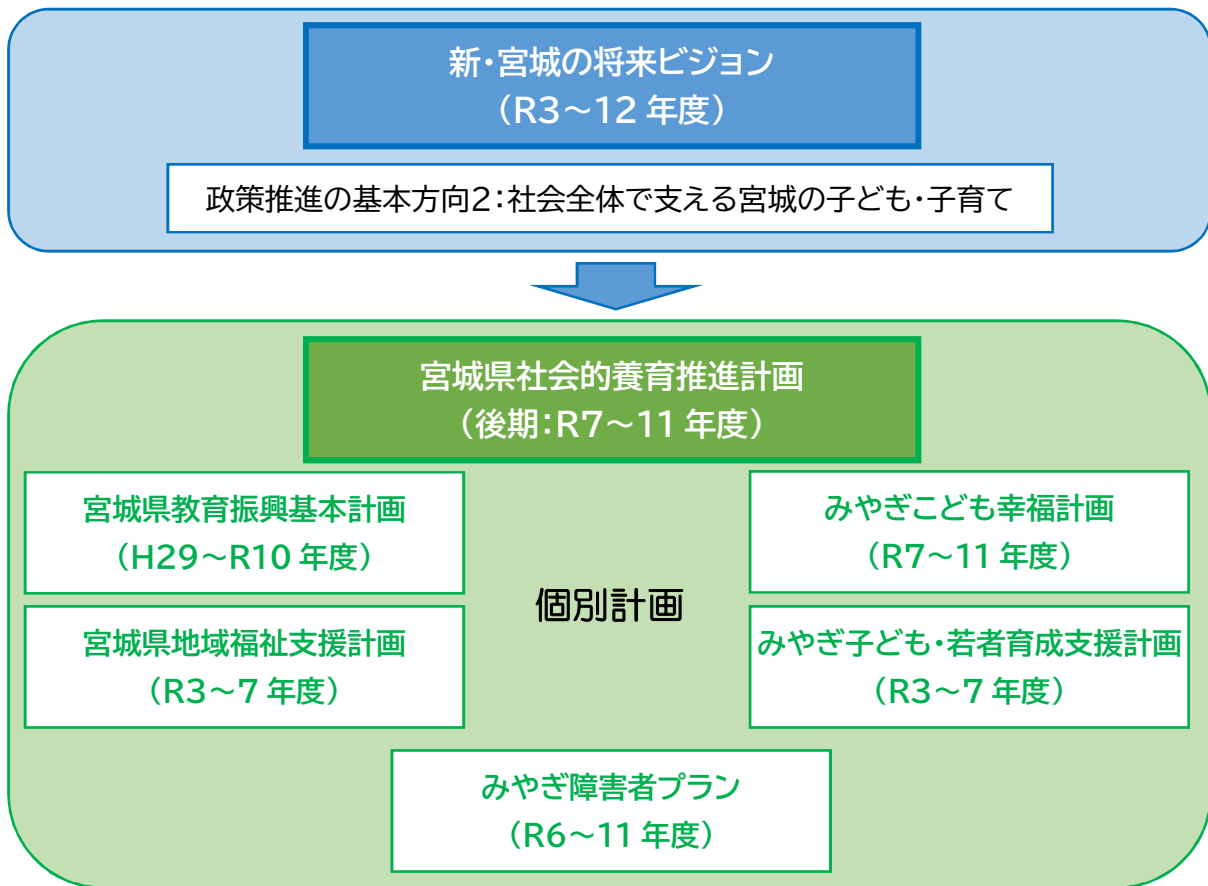 新・宮城の将来ビジョン
（R3～12 年度）
政策推進の基本方向2：社会全体で支える宮城の子ども・子育て
宮城県社会的養育推進計画
（後期：R7～11 年度）
宮城県教育振興基本計画
（H29～R10 年度）
みやぎこども幸福計画
（R7～11 年度）
個別計画
宮城県地域福祉支援計画
（R3～7 年度）
みやぎ子ども・若者育成支援計画
（R3～7 年度）
みやぎ障害者プラン
（R6～11 年度）